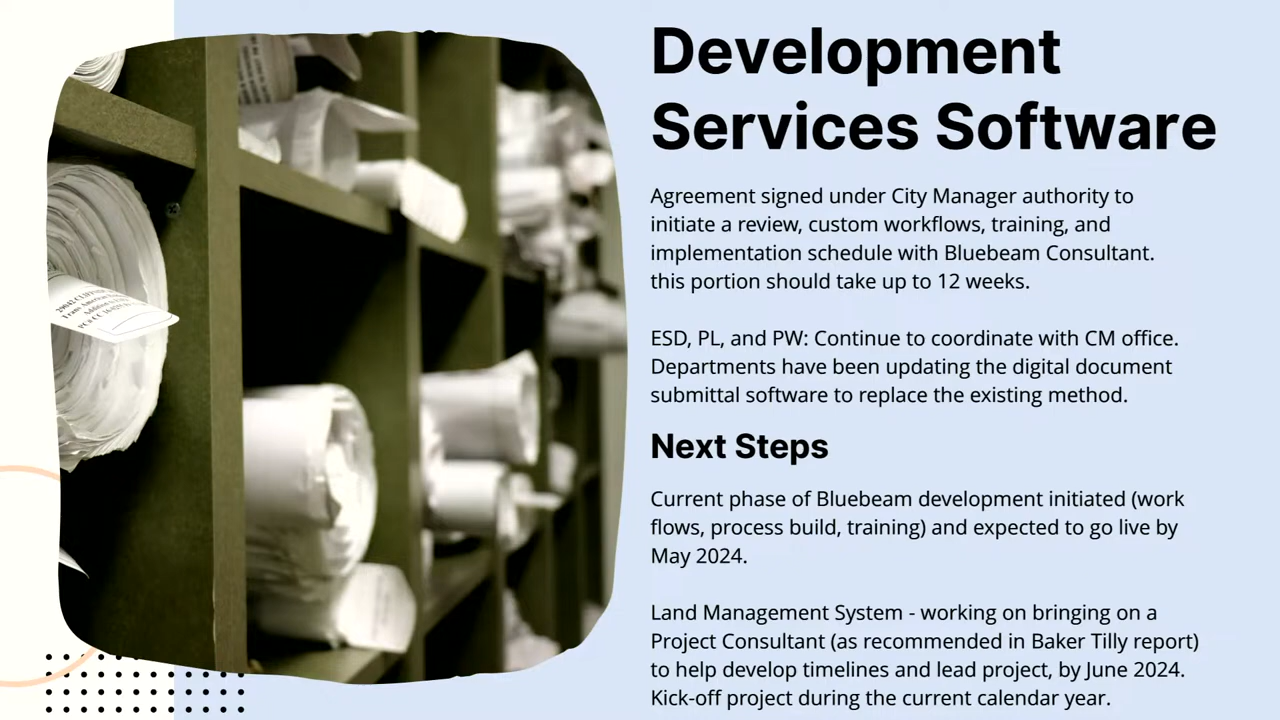 Development
Services Software
Agreement signed under City Manager authority to
initiate a review, custom workflows, training, and
implementation schedule with Bluebeam Consultant.
this portion should take up to 12 weeks.
ESD, PL, and PW: Continue to coordinate with CM office.
Departments have been updating the digital document
submittal software to replace the existing method.
Next Steps
Current phase of Bluebeam development initiated (work
flows, process build, training) and expected to go live by
May 2024.
Land Management System - working on bringing on a
Project Consultant (as recommended in Baker Tilly report)
to help develop timelines and lead project, by June 2024.
Kick-off project during the current calendar year.